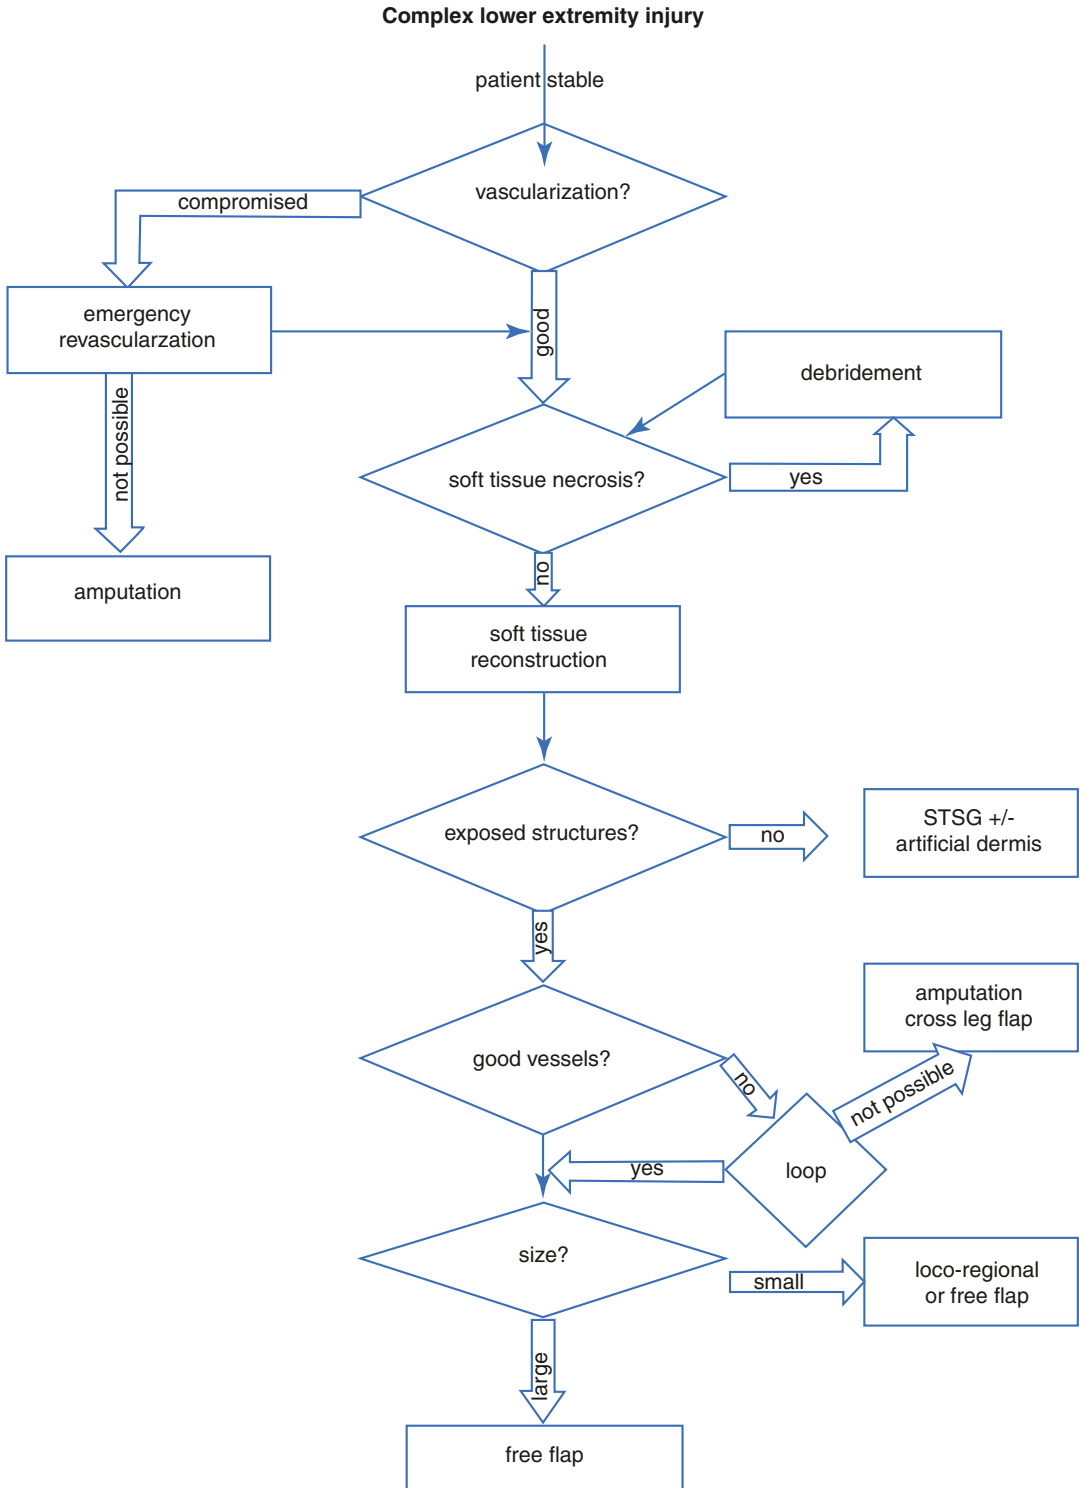 Complex lower extremity injury
patient stable
vascularization?
compromised
emergency
revascularzation
good
debridement
not possible
soft tissue necrosis?
yes
no
amputation
soft tissue
reconstruction
exposed structures?
no
STSG +/-
artificial dermis
yes
amputation
cross leg flap
good vessels?
no
not possible
loop
yes
size?
small
loco-regional
or free flap
large
free flap